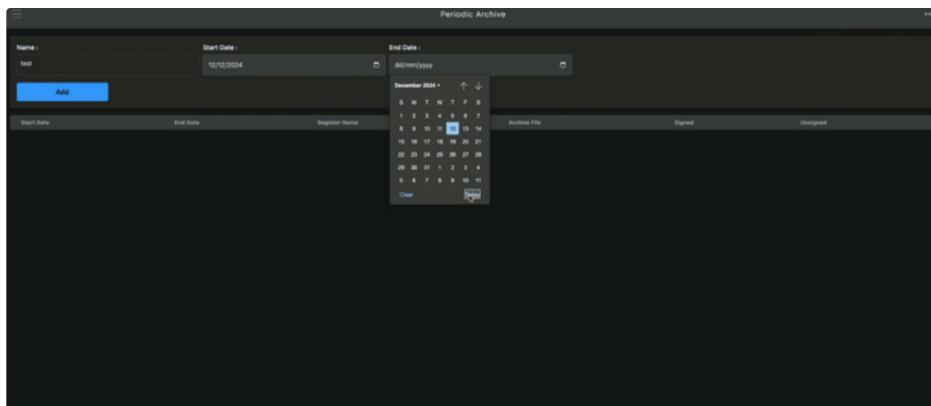 Periodic Archive
Name :
Start Date :
End Date :
test
12/12/2024
dd/mm/yyyy
Add
December 2024
S M T W T F S
1 2 3 4 5 6 7
8 9 10 11 12 13 14
15 16 17 18 19 20 21
22 23 24 25 26 27 28
29 30 31 1 2 3 4
5 6 7 8 9 10 11
Clear
Today
Start Date
End Date
Register Name
Archive File
Signed
Unsigned